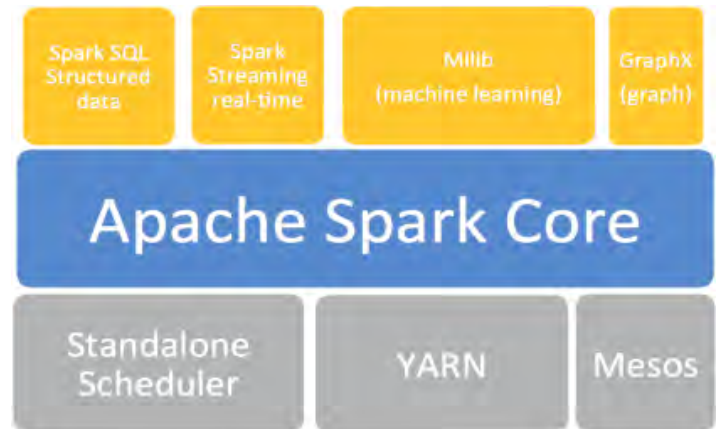 Spark SQL
Structured
data
Spark
Streaming
real-time
Milib
(machine learning)
GraphX
(graph)
Apache Spark Core
Standalone
Scheduler
YARN
Mesos